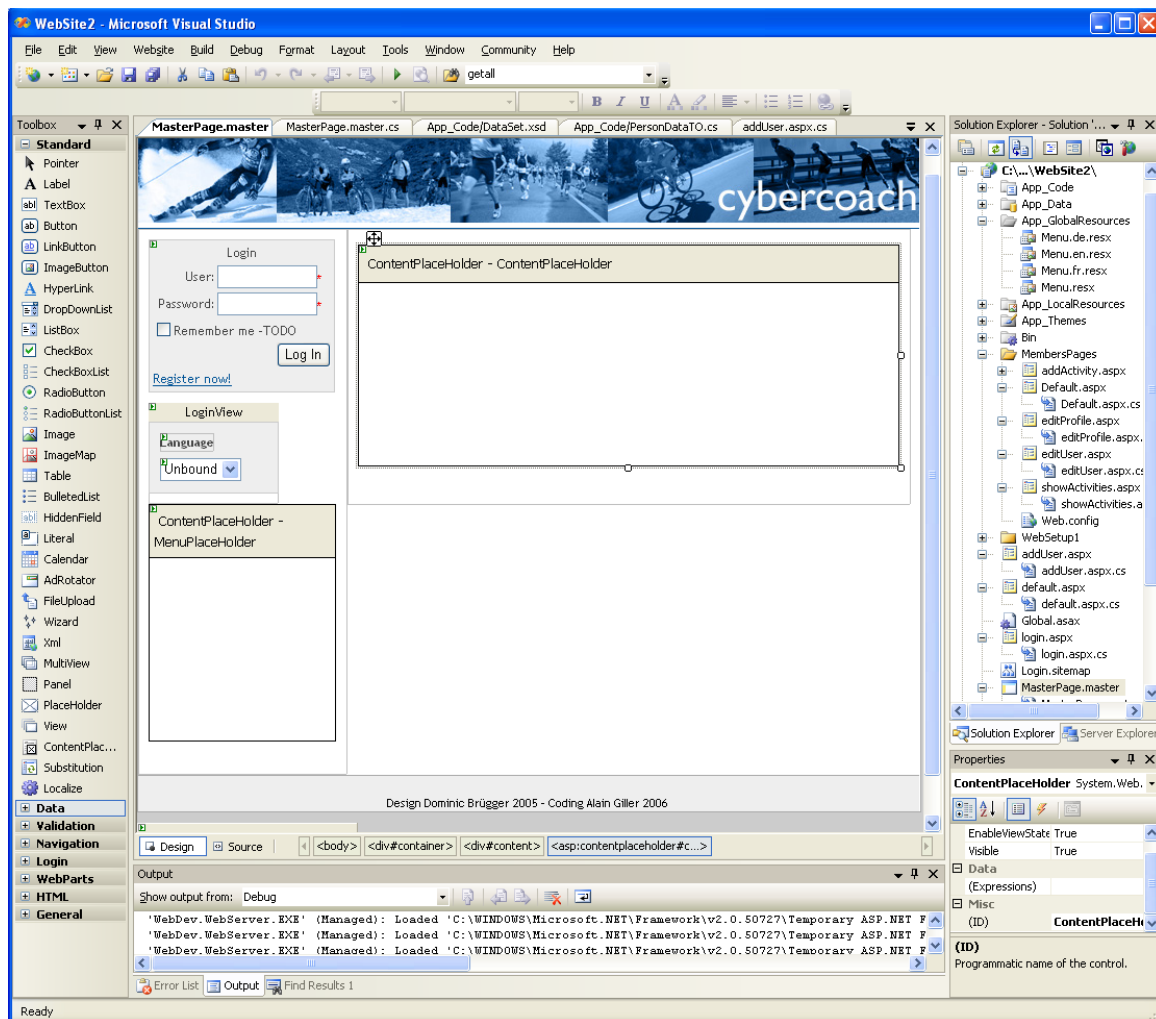 WebSite2 - Microsoft Visual Studio
File Edit View Website Build Debug Format Layout Tools Window Community Help
getall
B I U A
Toolbox
Standard
Pointer
A Label
abl TextBox
ab Button
ab LinkButton
ImageButton
A HyperLink
DropDownList
ListBox
CheckBox
CheckBoxList
RadioButton
RadioButtonList
Image
ImageMap
Table
BulletedList
abl HiddenField
Literal
Calendar
AdRotator
FileUpload
Wizard
Xml
MultiView
Panel
PlaceHolder
View
ContentPlac...
Substitution
Localize
Data
Validation
Navigation
Login
WebParts
HTML
General
MasterPage.master MasterPage.master.cs App_Code/DataSet.xsd App_Code/PersonDataTO.cs addUser.aspx.cs
cybercoach
Login
User: *
Password: *
Remember me -TODO
Log In
Register now!
LoginView
Language
Unbound
ContentPlaceHolder -
MenuPlaceHolder
ContentPlaceHolder - ContentPlaceHolder
Design Dominic Brügger 2005 - Coding Alain Giller 2006
Design Source <body> <div#container> <div#content> <asp:contentplaceholder#c...>
Output
Show output from: Debug
'WebDev.WebServer.EXE' (Managed): Loaded 'C:\WINDOWS\Microsoft.NET\Framework\v2.0.50727\Temporary ASP.NET F
'WebDev.WebServer.EXE' (Managed): Loaded 'C:\WINDOWS\Microsoft.NET\Framework\v2.0.50727\Temporary ASP.NET F
'WebDev.WebServer.EXE' (Managed): Loaded 'C:\WINDOWS\Microsoft.NET\Framework\v2.0.50727\Temporary ASP.NET F
Error List Output Find Results 1
Solution Explorer - Solution '...
C:\...\WebSite2\
App_Code
App_Data
App_GlobalResources
Menu.de.resx
Menu.en.resx
Menu.fr.resx
Menu.resx
App_LocalResources
App_Themes
Bin
MembersPages
addActivity.aspx
Default.aspx
Default.aspx.cs
editProfile.aspx
editProfile.aspx.
editUser.aspx
editUser.aspx.cs
showActivities.aspx
showActivities.a
Web.config
WebSetup1
addUser.aspx
addUser.aspx.cs
default.aspx
default.aspx.cs
Global.asax
login.aspx
login.aspx.cs
Login.sitemap
MasterPage.master
Solution Explorer Server Explorer
Properties
ContentPlaceHolder System.Web.
EnableViewState True
Visible True
Data
(Expressions)
Misc
(ID) ContentPlaceH
(ID)
Programmatic name of the control.
Ready